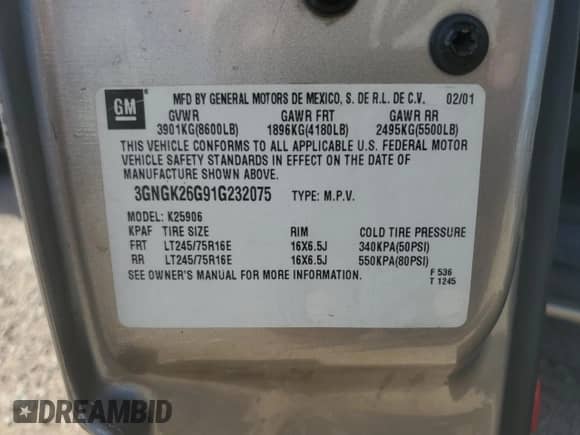 GM
MFD BY GENERAL MOTORS DE MEXICO, S. DE R.L. DE C.V. 02/01
GVWR GAWR FRT GAWR RR
3901KG(8600LB) 1896KG(4180LB) 2495KG(5500LB)
THIS VEHICLE CONFORMS TO ALL APPLICABLE U.S. FEDERAL MOTOR
VEHICLE SAFETY STANDARDS IN EFFECT ON THE DATE OF
MANUFACTURE SHOWN ABOVE.
3GNGK26G91G232075 TYPE: M.P.V.
MODEL: K25906
KPAF TIRE SIZE RIM COLD TIRE PRESSURE
FRT LT245/75R16E 16X6.5J 340KPA(50PSI)
RR LT245/75R16E 16X6.5J 550KPA(80PSI)
SEE OWNER'S MANUAL FOR MORE INFORMATION.
F 536
T 1245
DREAMBID